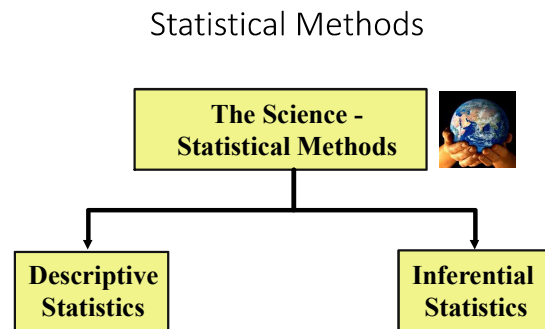 Statistical Methods
The Science -
Statistical Methods
Descriptive
Statistics
Inferential
Statistics